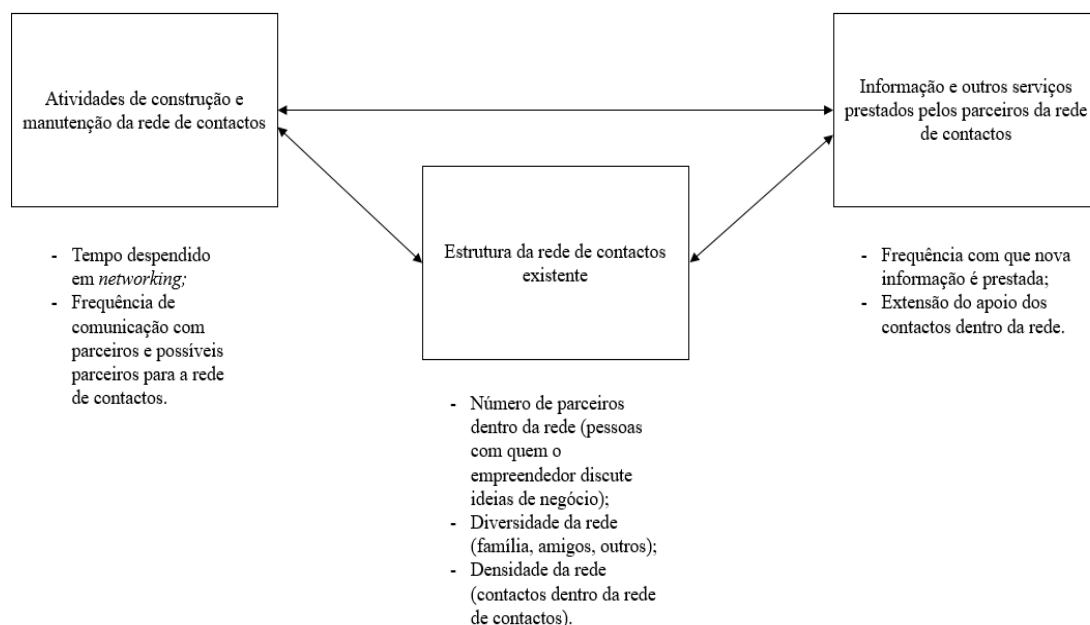 Atividades de construção e
manutenção da rede de contactos
Informação e outros serviços
prestados pelos parceiros da rede
de contactos
Estrutura da rede de contactos
existente
- Tempo despendido
em networking;
- Frequência de
comunicação com
parceiros e possíveis
parceiros para a rede
de contactos.
- Número de parceiros
dentro da rede (pessoas
com quem o
empreendedor discute
ideias de negócio);
- Diversidade da rede
(família, amigos, outros);
- Densidade da rede
(contactos dentro da rede
de contactos).
- Frequência com que nova
informação é prestada;
- Extensão do apoio dos
contactos dentro da rede.